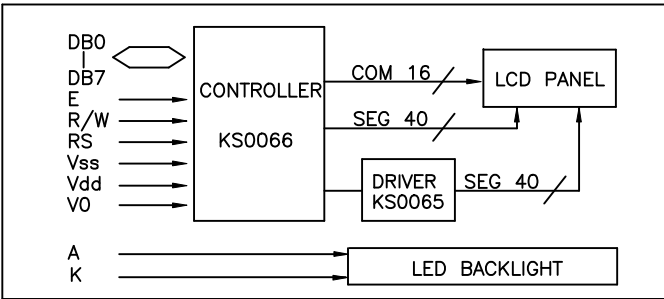 DB0
DB7
E
R/W
RS
Vss
Vdd
V0
A
K
CONTROLLER
KS0066
COM 16
SEG 40
DRIVER
KS0065
SEG 40
LCD PANEL
LED BACKLIGHT